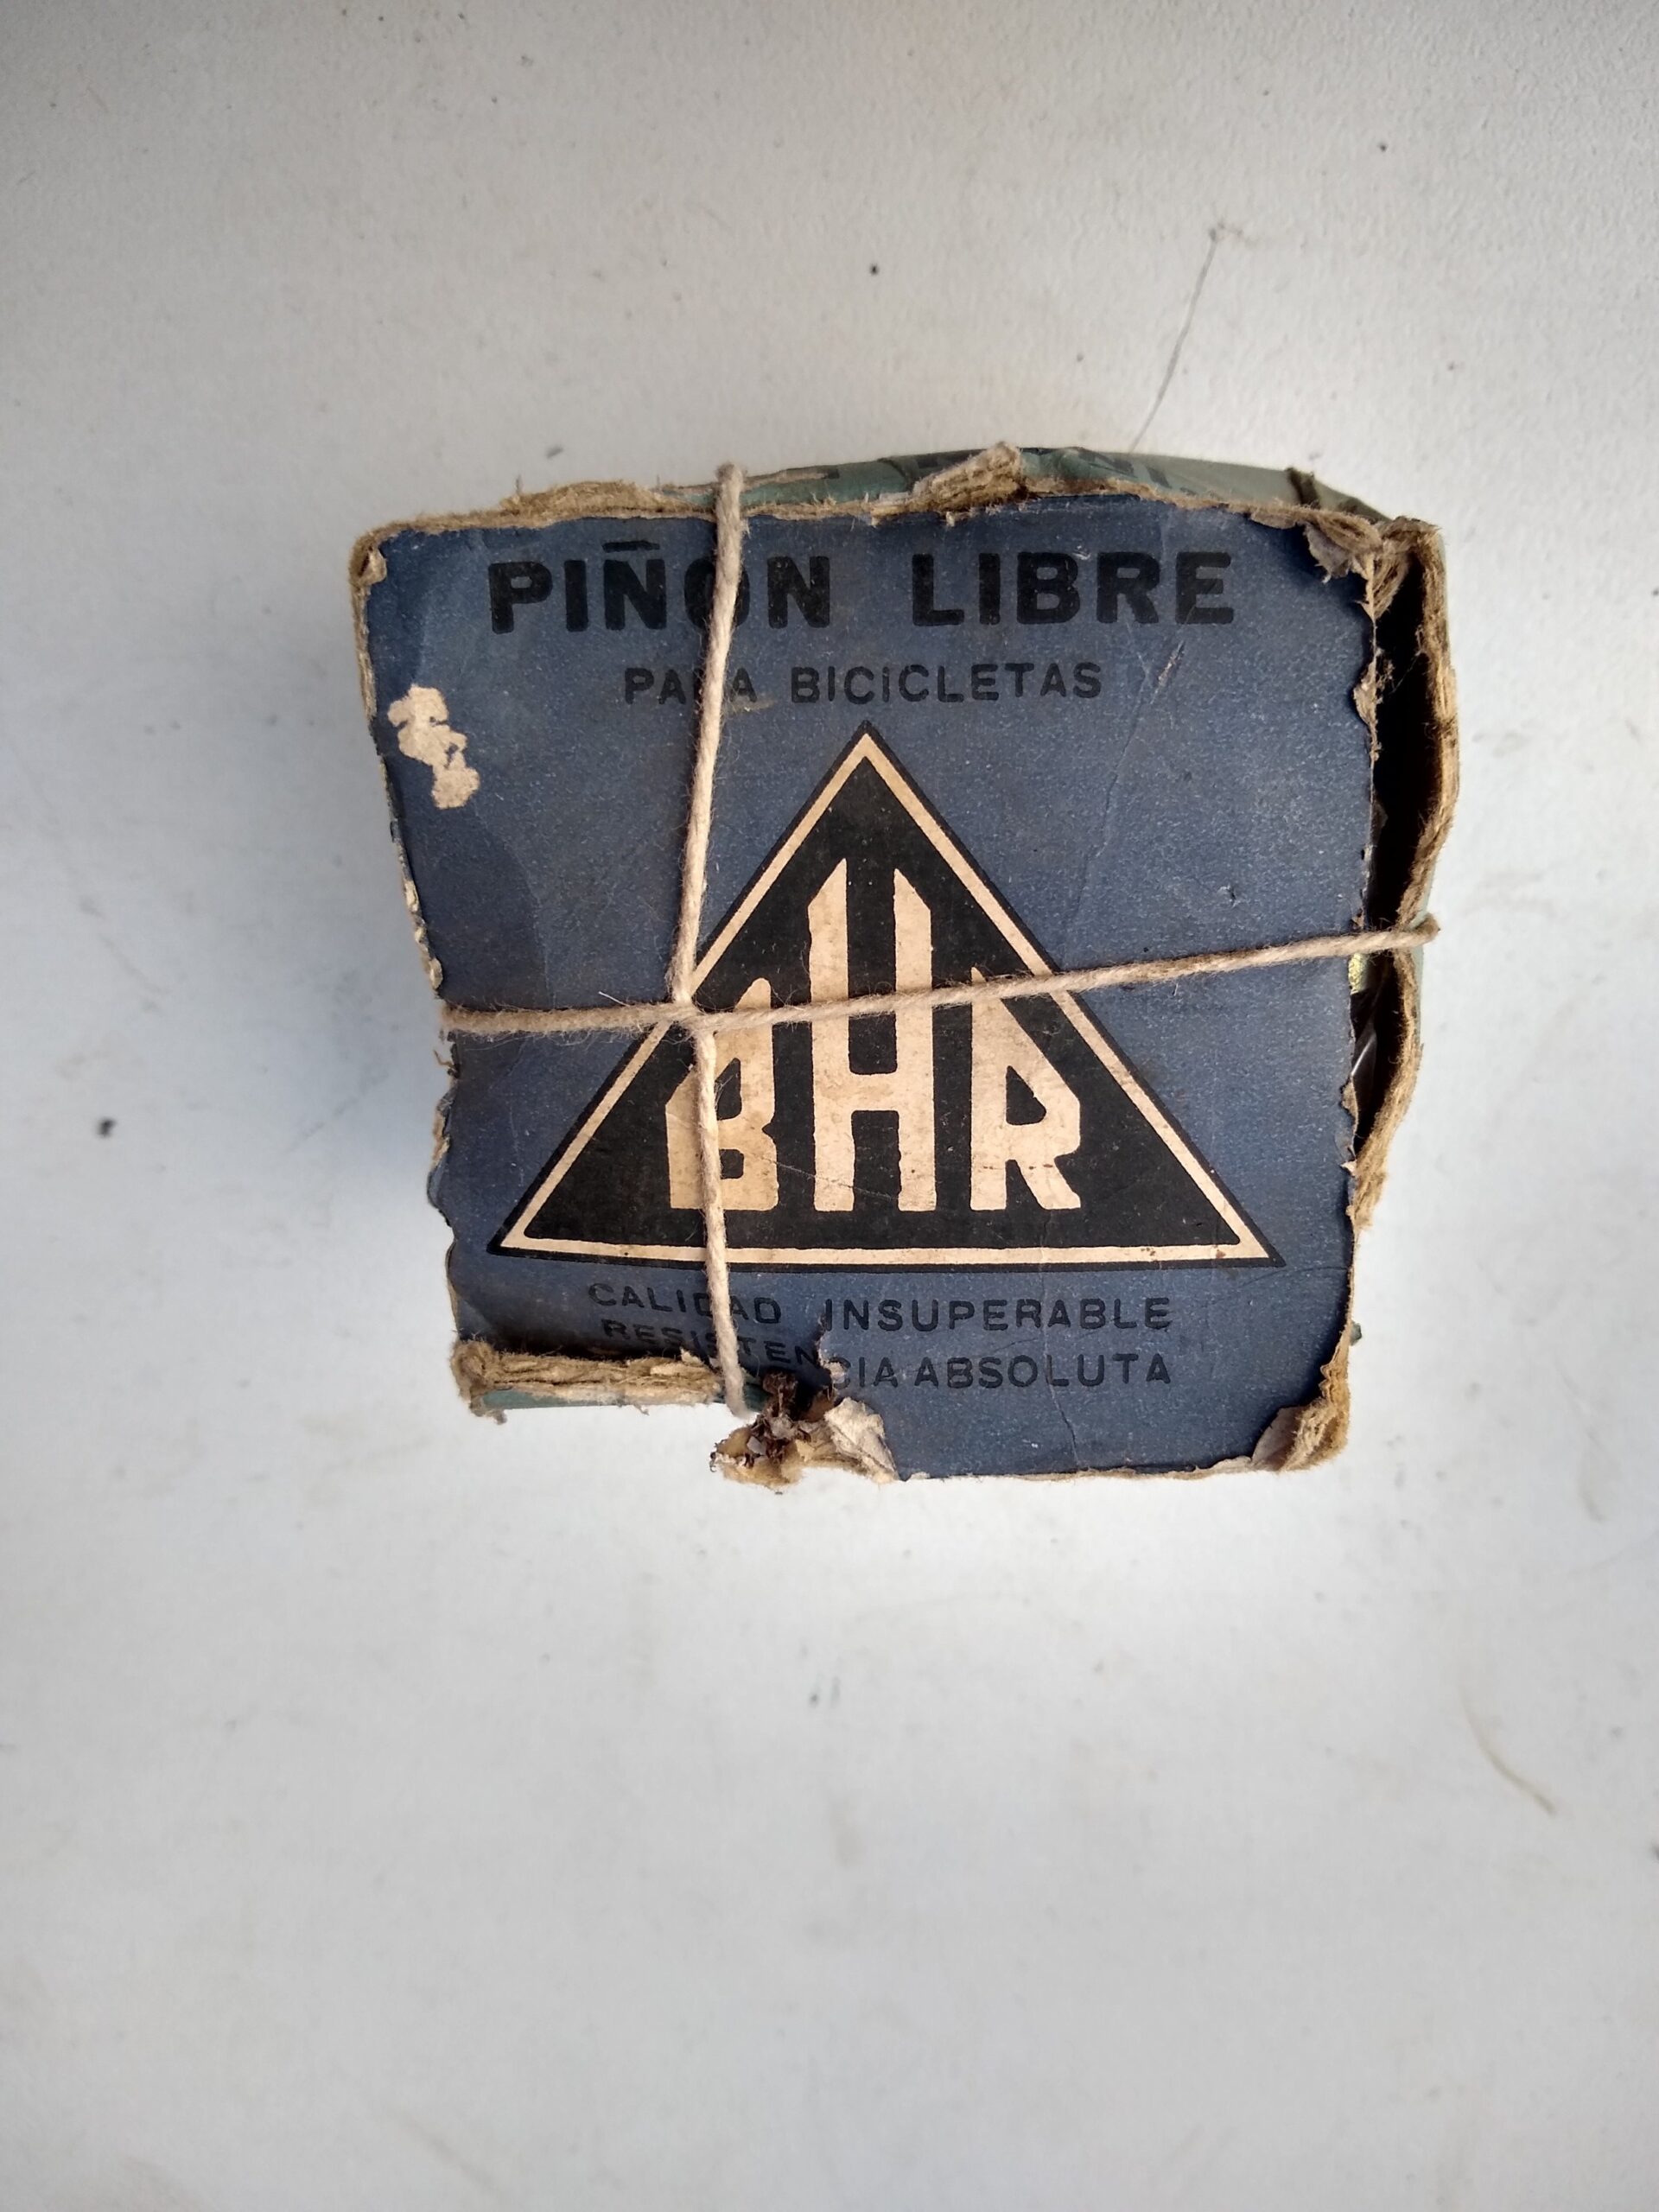 PIÑON LIBRE
PARA BICICLETAS
BHR
CALIDAD INSUPERABLE
RESISTENCIA ABSOLUTA